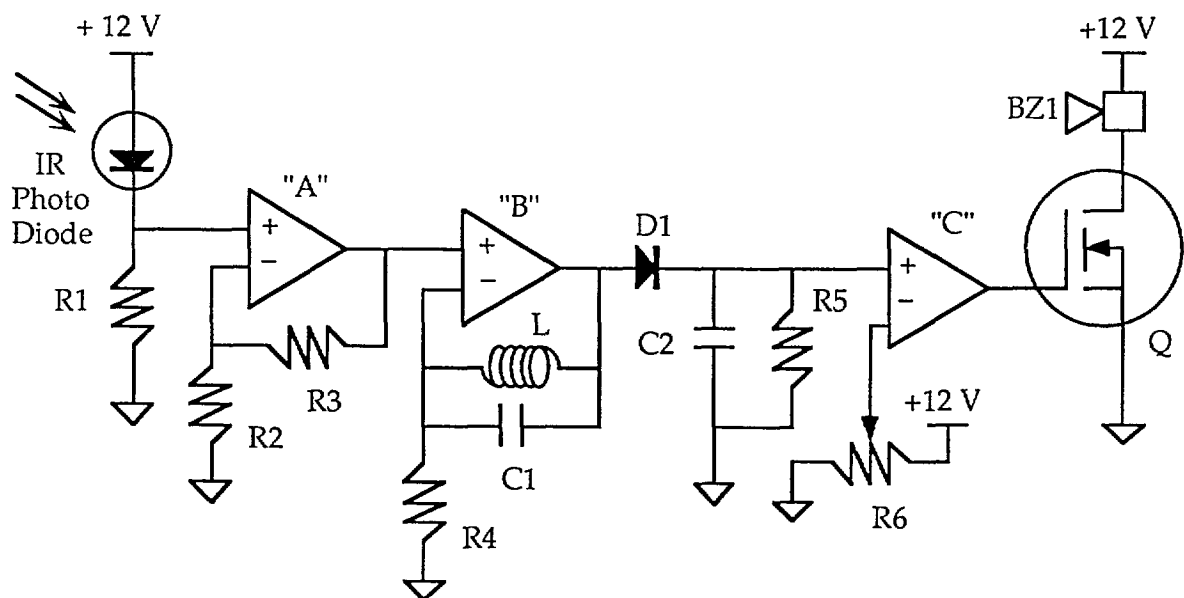 + 12 V
+12 V
BZ1
IR
Photo
Diode
"A"
"B"
D1
"C"
+
−
+
−
+
−
R1
R2
R3
L
C1
R4
C2
R5
+12 V
R6
Q